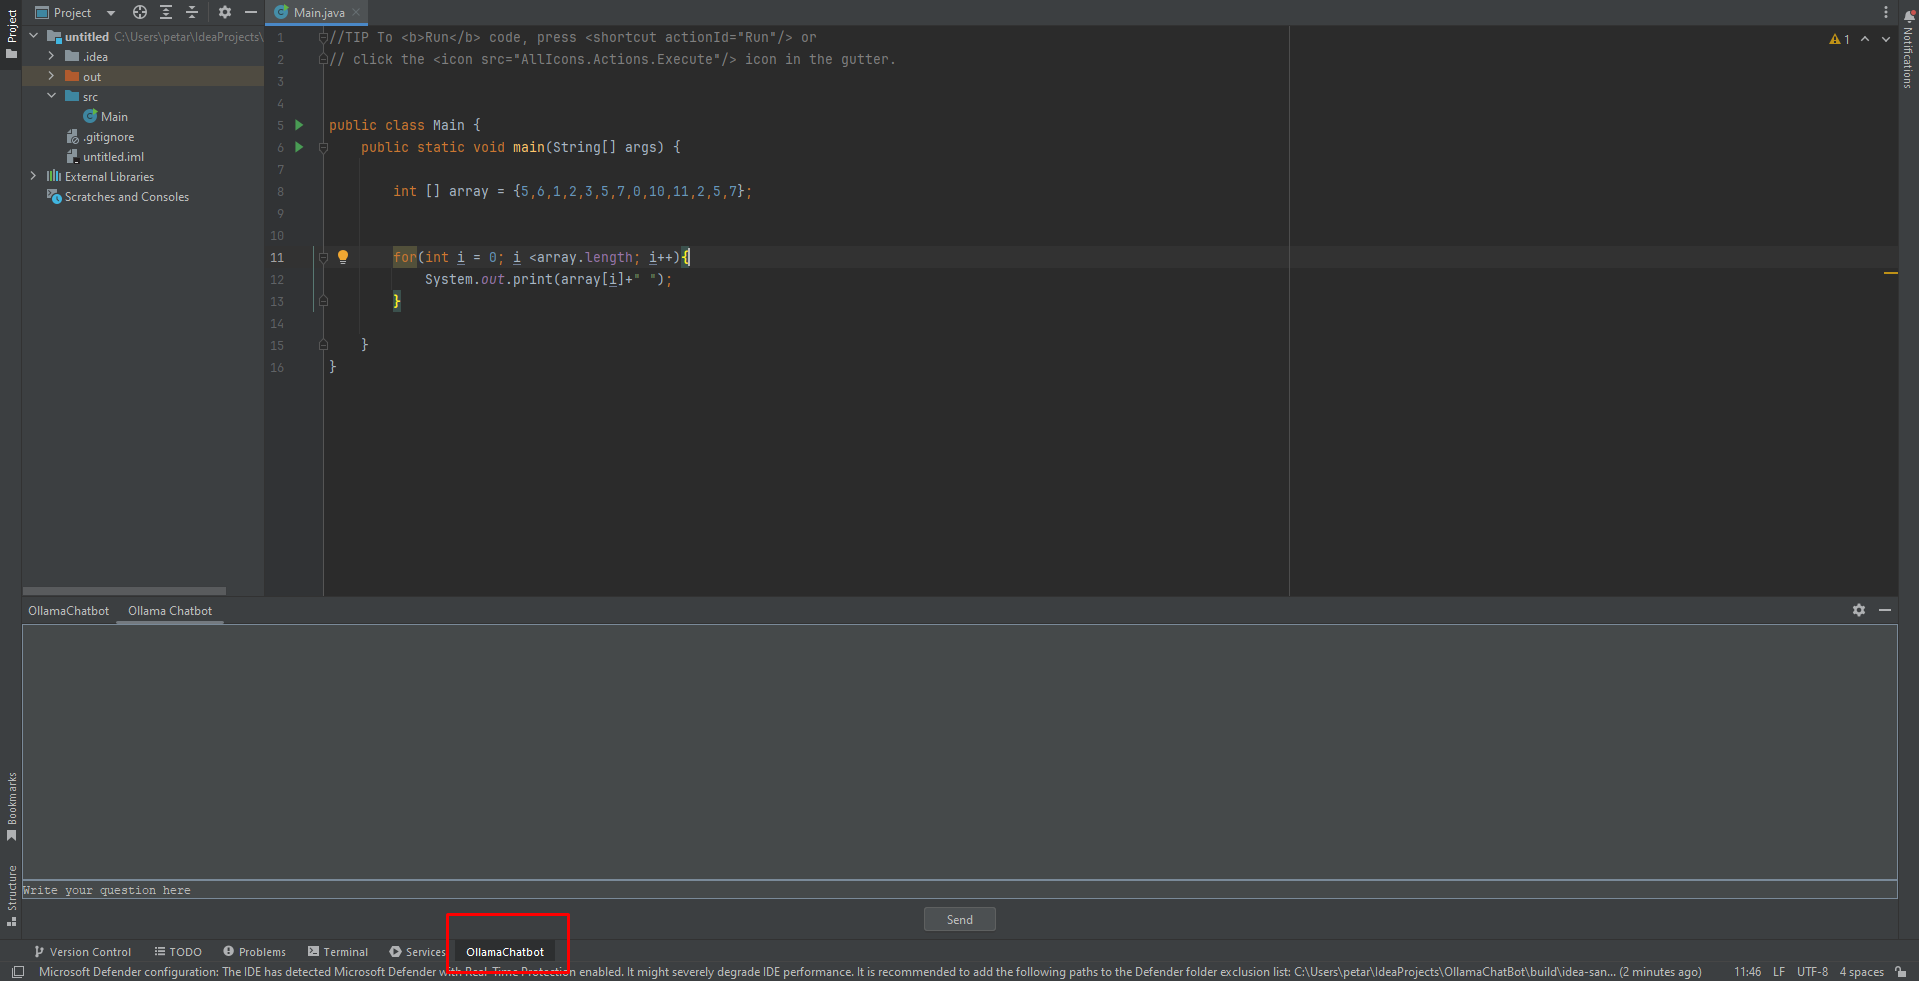 Project
Project
Main.java
untitled C:\Users\petar\IdeaProjects\
.idea
out
src
Main
.gitignore
untitled.iml
External Libraries
Scratches and Consoles
1 //TIP To <b>Run</b> code, press <shortcut actionId="Run"/> or
2 // click the <icon src="AllIcons.Actions.Execute"/> icon in the gutter.
3
4
5 public class Main {
6 public static void main(String[] args) {
7
8 int [] array = {5,6,1,2,3,5,7,0,10,11,2,5,7};
9
10
11 for(int i = 0; i <array.length; i++){
12 System.out.print(array[i]+" ");
13 }
14
15 }
16 }
1
Notifications
OllamaChatbot Ollama Chatbot
Bookmarks
Structure
Write your question here
Send
Version Control TODO Problems Terminal Services OllamaChatbot
Microsoft Defender configuration: The IDE has detected Microsoft Defender with Real-Time Protection enabled. It might severely degrade IDE performance. It is recommended to add the following paths to the Defender folder exclusion list: C:\Users\petar\IdeaProjects\OllamaChatBot\build\idea-san... (2 minutes ago) 11:46 LF UTF-8 4 spaces